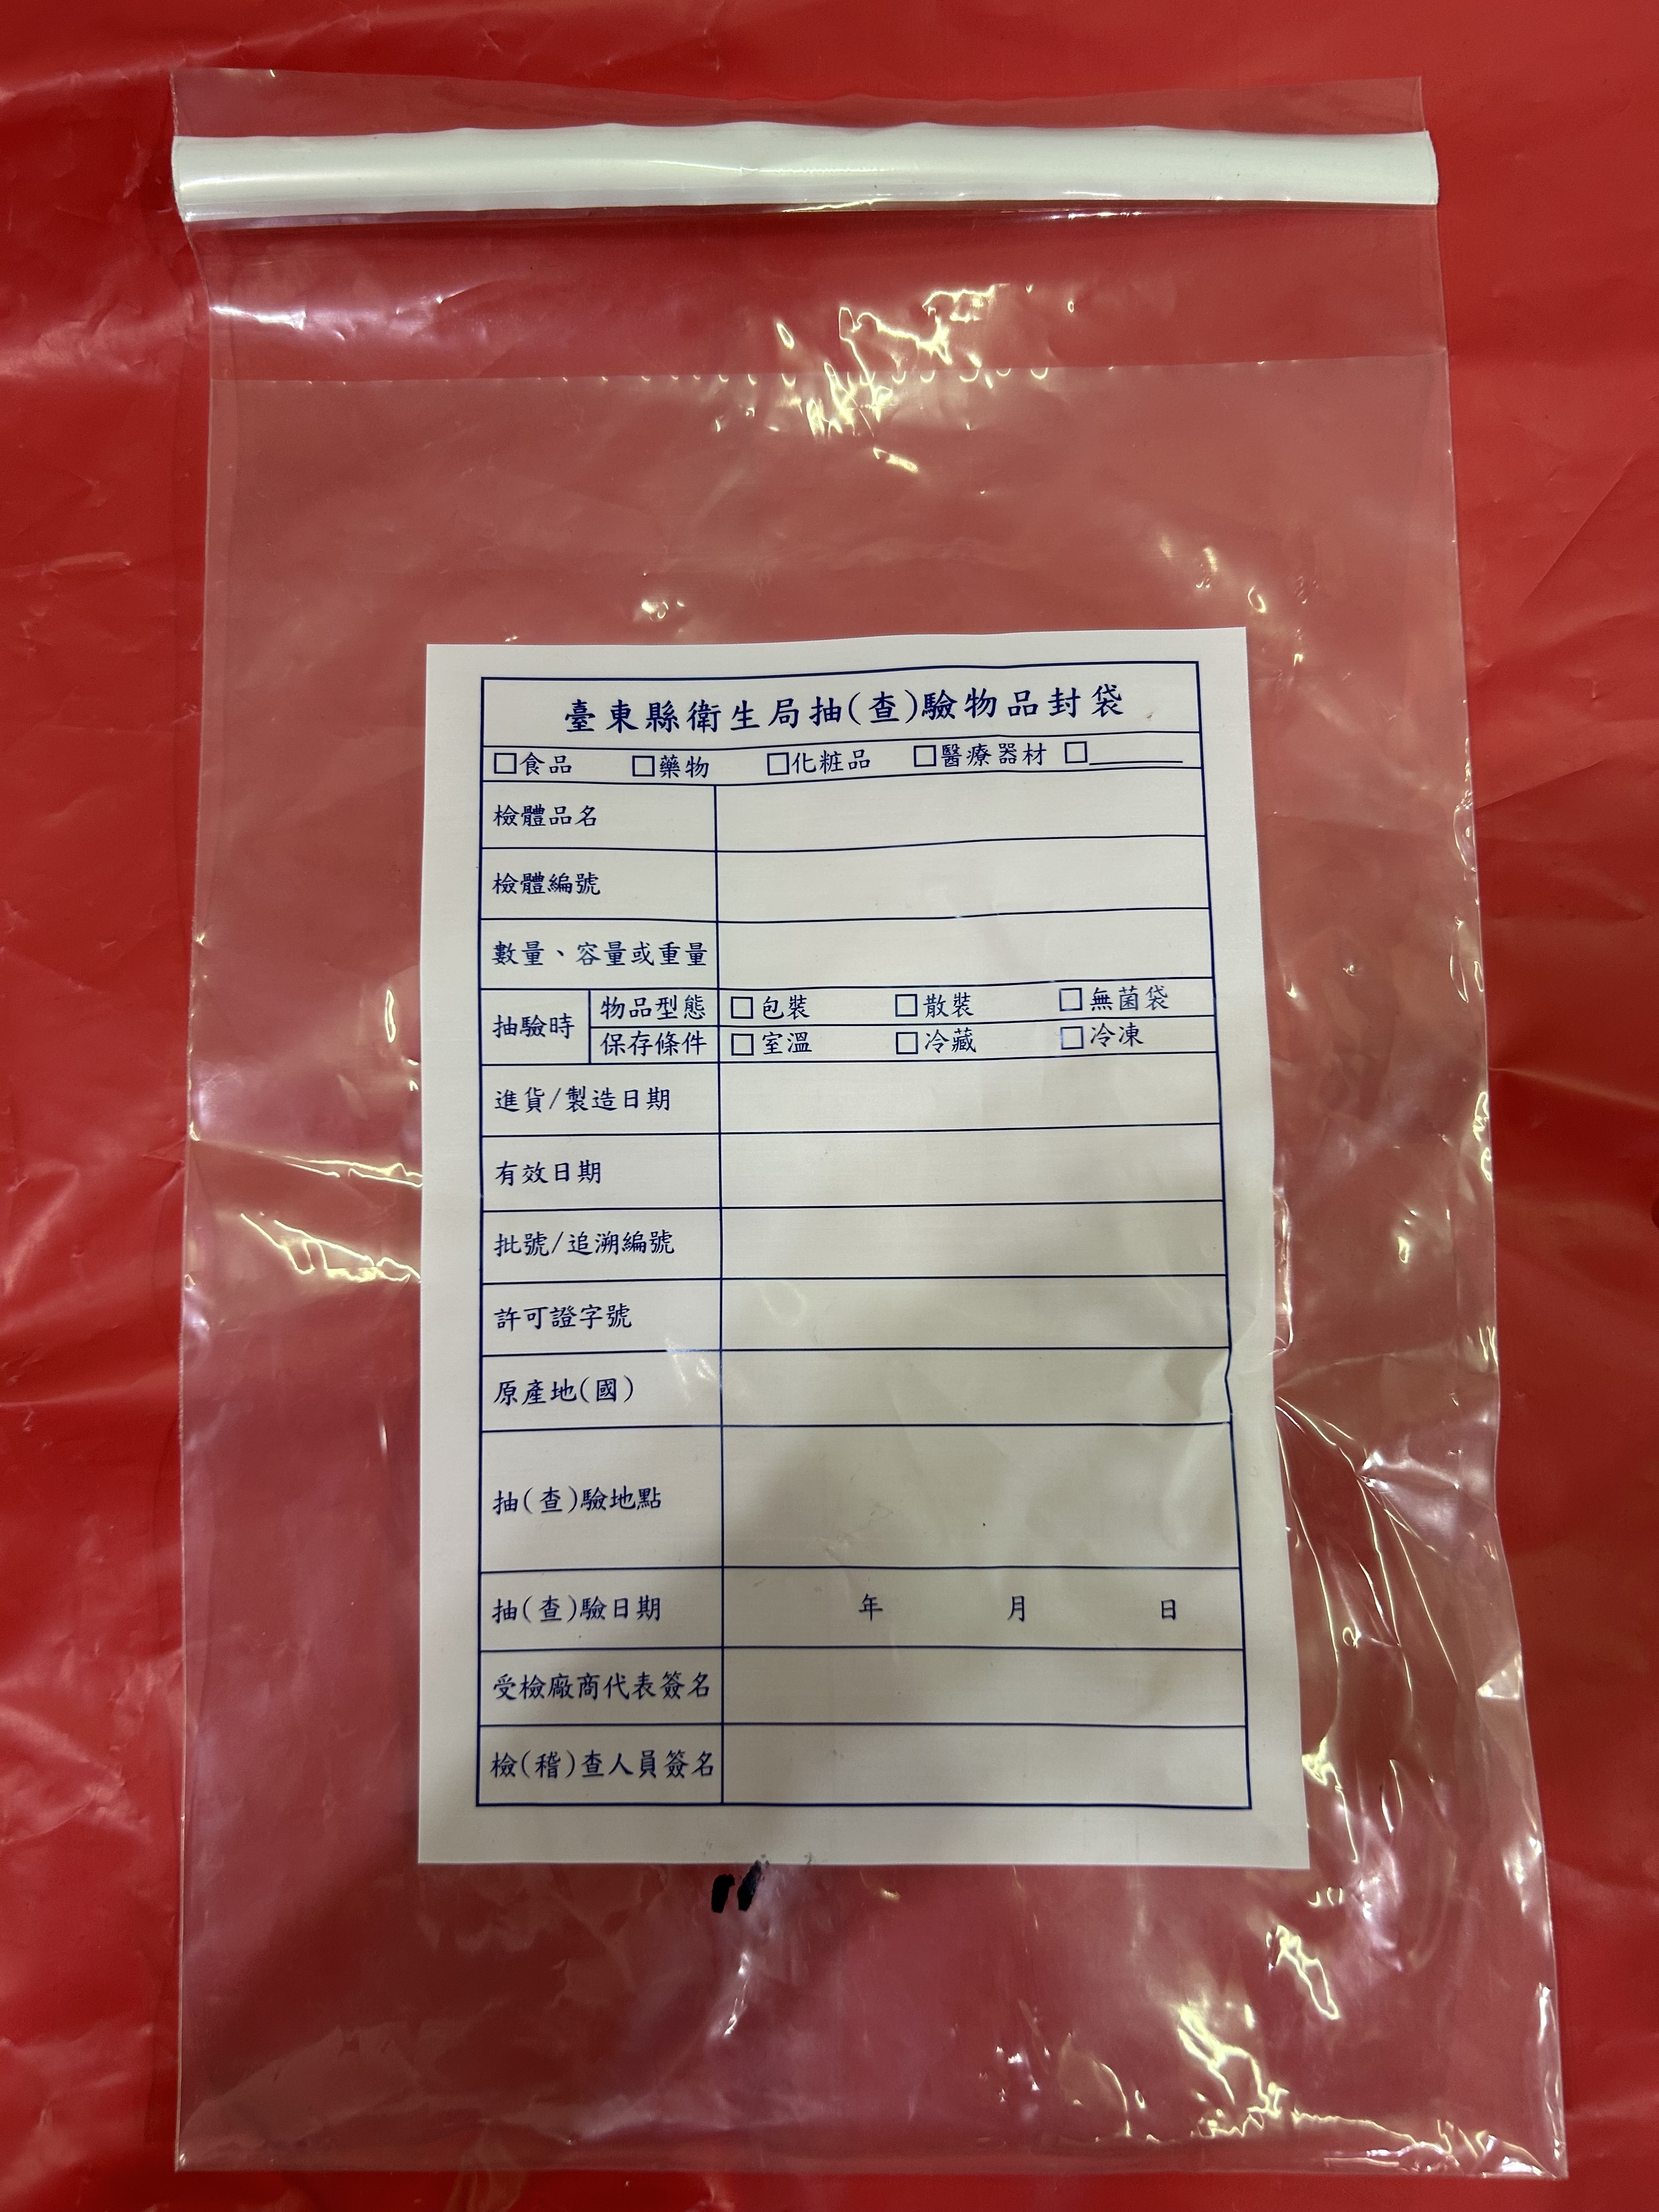 臺東縣衛生局抽(查)驗物品封袋
□食品 □藥物 □化粧品 □醫療器材 □______
檢體品名
檢體編號
數量、容量或重量
抽驗時
物品型態 □包裝 □散裝 □無菌袋
保存條件 □室溫 □冷藏 □冷凍
進貨/製造日期
有效日期
批號/追溯編號
許可證字號
原產地(國)
抽(查)驗地點
抽(查)驗日期 年 月 日
受檢廠商代表簽名
檢(稽)查人員簽名